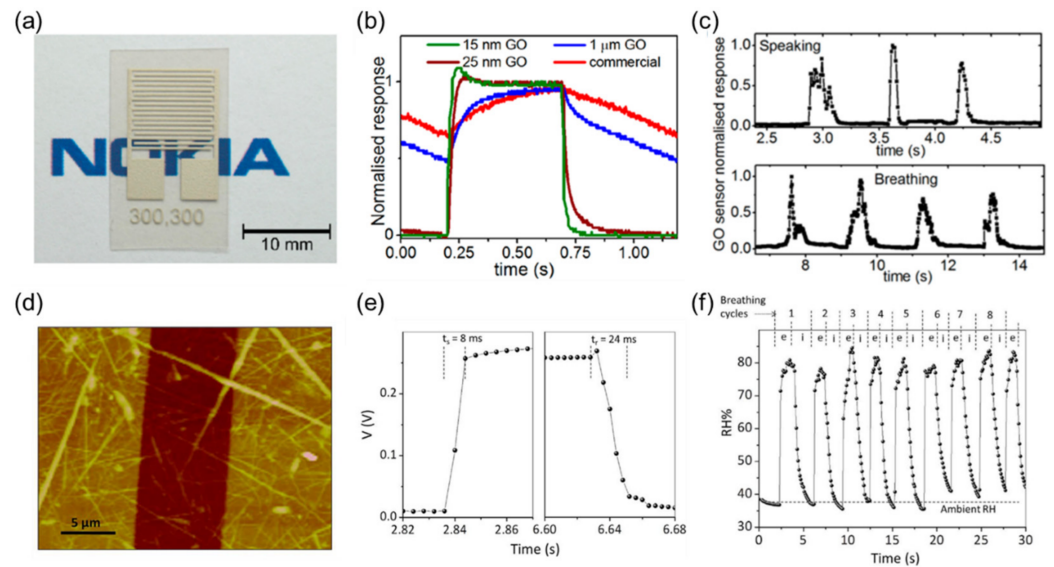 (a)
NOKIA
300,300
10 mm
(b)
15 nm GO
1 μm GO
25 nm GO
commercial
Normalised response
1
0
0.00 0.25 0.50 0.75 1.00
time (s)
(c)
GO sensor normalised response
Speaking
1.0
0.5
0.0
2.5 3.0 3.5 4.0 4.5
time (s)
Breathing
1.0
0.5
0.0
8 10 12 14
time (s)
(d)
5 μm
(e)
V (V)
0.2
0.1
0.0
tₛ = 8 ms
tᵣ = 24 ms
2.82 2.84 2.86
6.60 6.64 6.68
Time (s)
(f)
Breathing
cycles
1 2 3 4 5 6 7 8
e i e i e i e i e i e i e i e i e
RH%
80
70
60
50
40
30
Ambient RH
0 5 10 15 20 25 30
Time (s)